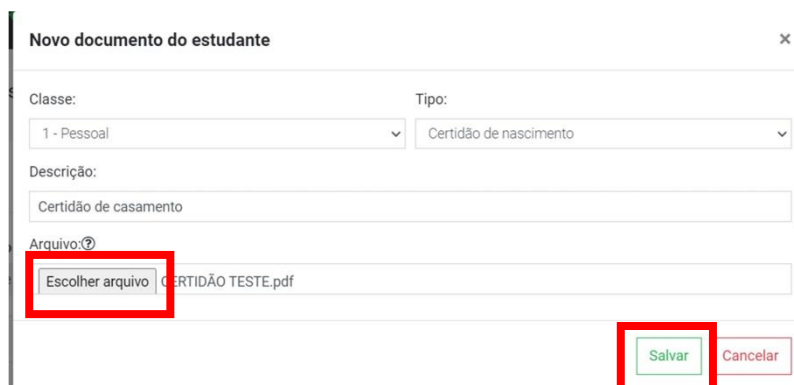 Novo documento do estudante ×
Classe: Tipo:
1 - Pessoal Certidão de nascimento
Descrição:
Certidão de casamento
Arquivo:
Escolher arquivo CERTIDÃO TESTE.pdf
Salvar Cancelar